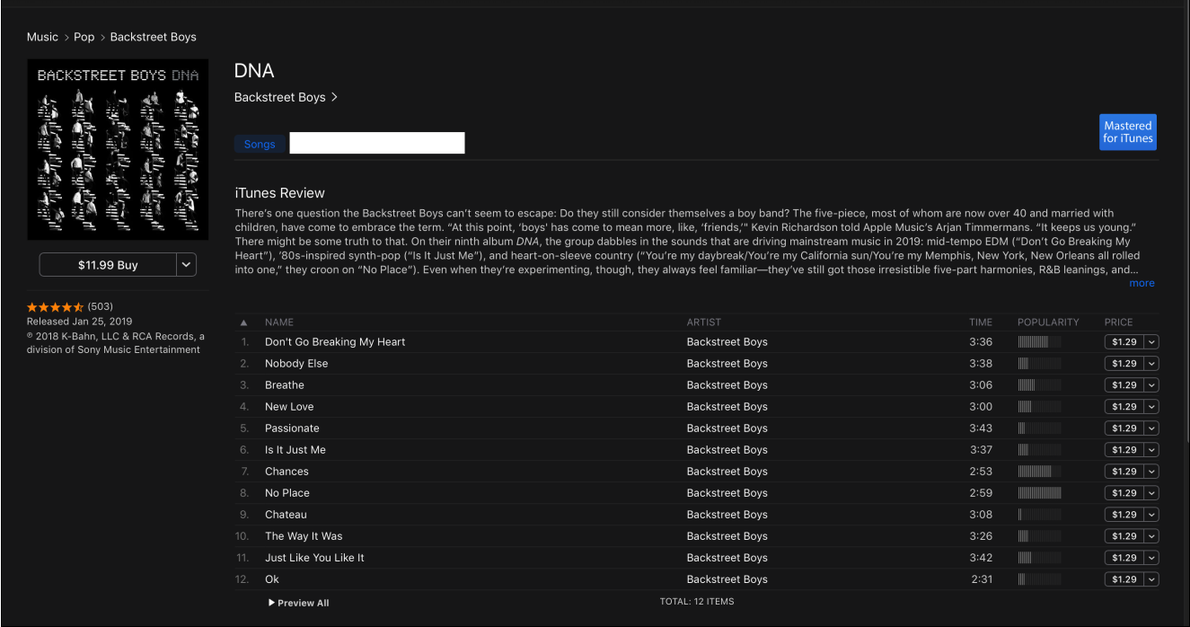 Music > Pop > Backstreet Boys
BACKSTREET BOYS DNA
DNA
Backstreet Boys >
Songs
Mastered
for iTunes
$11.99 Buy
(503)
Released Jan 25, 2019
℗ 2018 K-Bahn, LLC & RCA Records, a
division of Sony Music Entertainment
iTunes Review
There's one question the Backstreet Boys can't seem to escape: Do they still consider themselves a boy band? The five-piece, most of whom are now over 40 and married with
children, have come to embrace the term. “At this point, ‘boys' has come to mean more, like, ‘friends,'” Kevin Richardson told Apple Music's Arjan Timmermans. “It keeps us young.”
There might be some truth to that. On their ninth album DNA, the group dabbles in the sounds that are driving mainstream music in 2019: mid-tempo EDM (“Don't Go Breaking My
Heart”), '80s-inspired synth-pop (“Is It Just Me”), and heart-on-sleeve country (“You're my daybreak/You're my California sun/You're my Memphis, New York, New Orleans all rolled
into one,” they croon on “No Place”). Even when they're experimenting, though, they always feel familiar—they've still got those irresistible five-part harmonies, R&B leanings, and...
more
▲ NAME ARTIST TIME POPULARITY PRICE
1. Don't Go Breaking My Heart Backstreet Boys 3:36 $1.29
2. Nobody Else Backstreet Boys 3:38 $1.29
3. Breathe Backstreet Boys 3:06 $1.29
4. New Love Backstreet Boys 3:00 $1.29
5. Passionate Backstreet Boys 3:43 $1.29
6. Is It Just Me Backstreet Boys 3:37 $1.29
7. Chances Backstreet Boys 2:53 $1.29
8. No Place Backstreet Boys 2:59 $1.29
9. Chateau Backstreet Boys 3:08 $1.29
10. The Way It Was Backstreet Boys 3:26 $1.29
11. Just Like You Like It Backstreet Boys 3:42 $1.29
12. Ok Backstreet Boys 2:31 $1.29
▶ Preview All TOTAL: 12 ITEMS